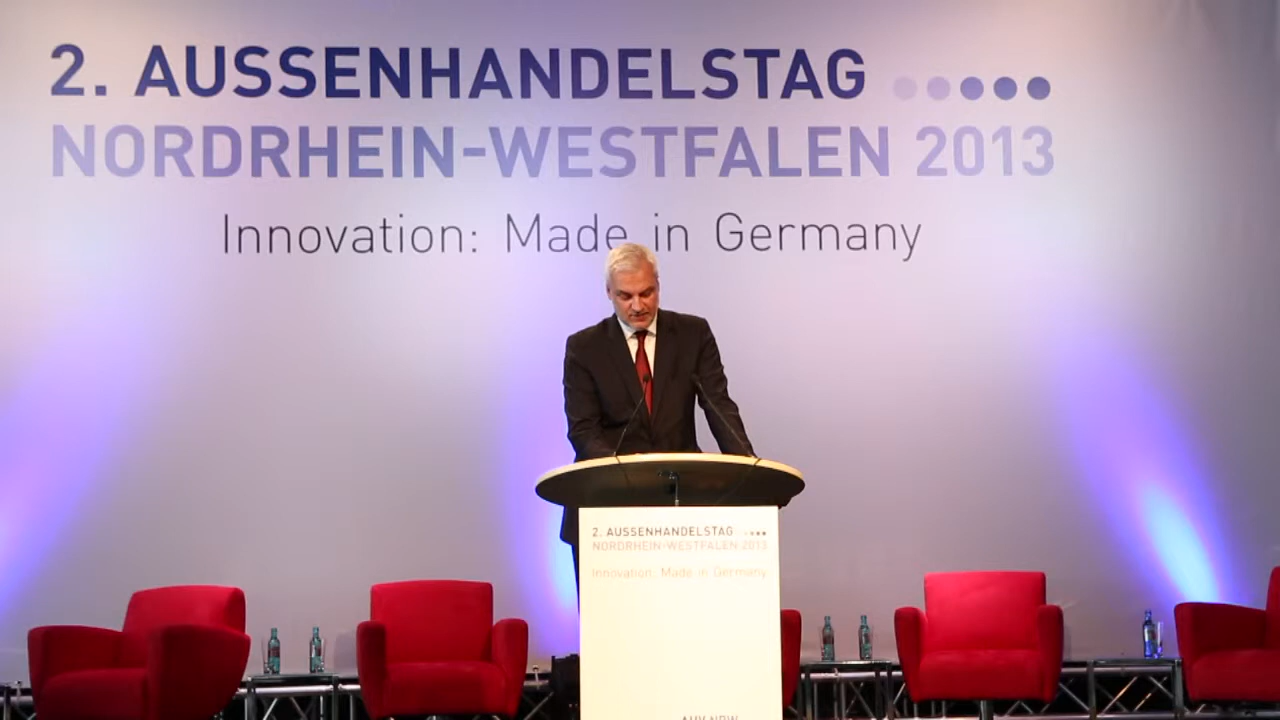 2. AUSSENHANDELSTAG
NORDRHEIN-WESTFALEN 2013
Innovation: Made in Germany
2. AUSSENHANDELSTAG
NORDRHEIN-WESTFALEN 2013
Innovation: Made in Germany